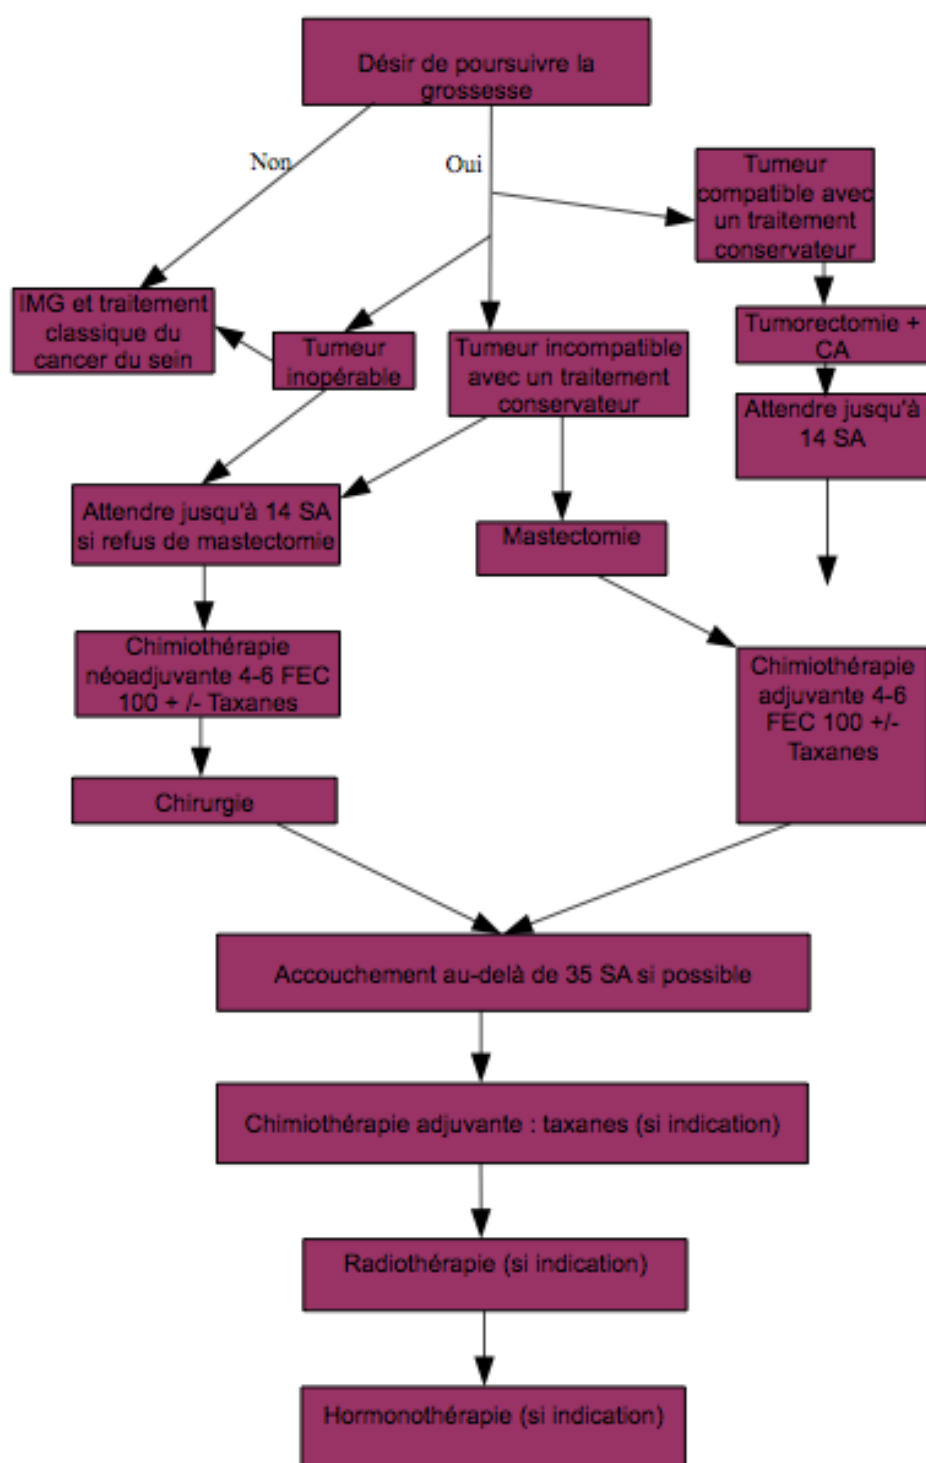 Désir de poursuivre la
grossesse
Non
Oui
Tumeur
compatible avec
un traitement
conservateur
IMG et traitement
classique du
cancer du sein
Tumeur
inopérable
Tumeur incompatible
avec un traitement
conservateur
Tumorectomie +
CA
Attendre jusqu'à
14 SA
Attendre jusqu'à 14 SA
si refus de mastectomie
Mastectomie
Chimiothérapie
néoadjuvante 4-6 FEC
100 + /- Taxanes
Chimiothérapie
adjuvante 4-6
FEC 100 +/-
Taxanes
Chirurgie
Accouchement au-delà de 35 SA si possible
Chimiothérapie adjuvante : taxanes (si indication)
Radiothérapie (si indication)
Hormonothérapie (si indication)